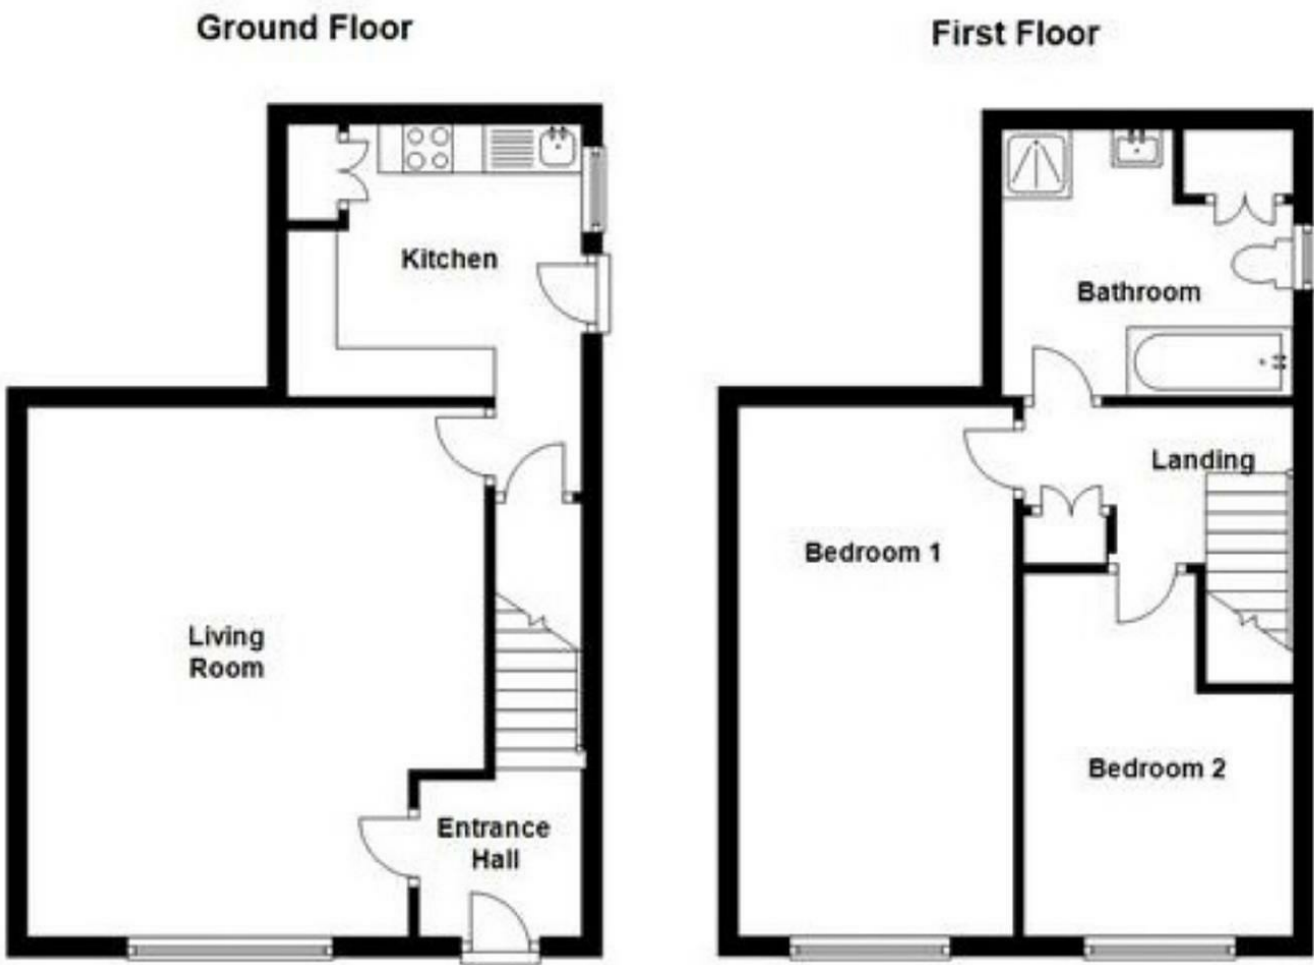 Ground Floor
First Floor
Kitchen
Living
Room
Entrance
Hall
Bathroom
Landing
Bedroom 1
Bedroom 2